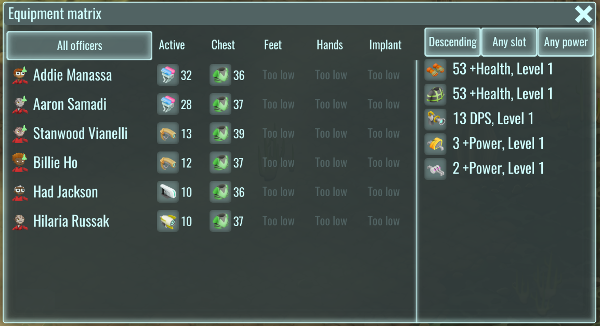 Equipment matrix
All officers Active Chest Feet Hands Implant
Addie Manassa 32 36 Too low Too low Too low
Aaron Samadi 28 37 Too low Too low Too low
Stanwood Vianelli 13 39 Too low Too low Too low
Billie Ho 12 37 Too low Too low Too low
Had Jackson 10 36 Too low Too low Too low
Hilaria Russak 10 37 Too low Too low Too low
Descending Any slot Any power
53 +Health, Level 1
53 +Health, Level 1
13 DPS, Level 1
3 +Power, Level 1
2 +Power, Level 1